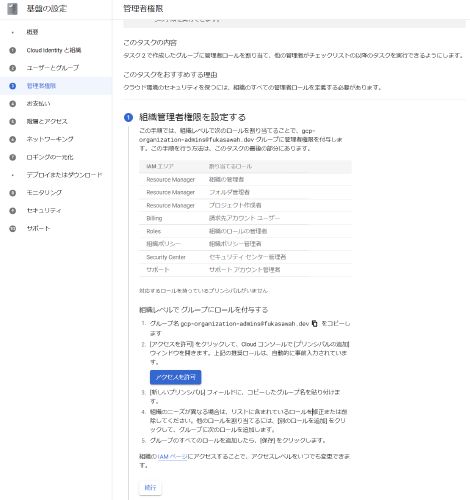 基盤の設定
管理者権限
概要
1 Cloud Identity と組織
2 ユーザーとグループ
3 管理者権限
4 お支払い
5 階層とアクセス
6 ネットワーキング
7 ロギングの一元化
デプロイまたはダウンロード
8 モニタリング
9 セキュリティ
10 サポート
このタスクの内容
タスク 2 で作成したグループに管理者ロールを割り当て、他の管理者がチェックリストの以降のタスクを実行できるようにします。
このタスクをおすすめする理由
クラウド環境のセキュリティを保つには、組織のすべての管理者ロールを定義する必要があります。
1 組織管理者権限を設定する
この手順では、組織レベルで次のロールを割り当てることで、gcp-
organization-admins@fukasawah.dev グループに管理者権限を付与しま
す。この手順を行う方法は、このタスクの最後の部分にあります。
IAM エリア 割り当てるロール
Resource Manager 組織の管理者
Resource Manager フォルダ管理者
Resource Manager プロジェクト作成者
Billing 請求先アカウント ユーザー
Roles 組織のロールの管理者
組織ポリシー 組織ポリシー管理者
Security Center セキュリティ センター管理者
サポート サポート アカウント管理者
対応するロールを持っているプリンシパルがいません
組織レベルで グループにロールを付与する
1. グループ名 gcp-organization-admins@fukasawah.dev をコピーし
ます
2. [アクセスを許可] をクリックして、Cloud コンソールで [プリンシパルの追加]
ウィンドウを開きます。上記の推奨ロールは、自動的に事前入力されていま
す。
アクセスを許可
3. [新しいプリンシパル] フィールドに、コピーしたグループ名を貼り付けま
す。
4. 組織のニーズが異なる場合は、リストに含まれているロールを修正または削
除してください。他のロールを割り当てるには、[別のロールを追加] をクリ
ックして、グループに次のロールを追加します。
5. グループのすべてのロールを追加したら、[保存] をクリックします。
組織の IAM ページにアクセスすることで、アクセスレベルをいつでも変更できま
す。
続行